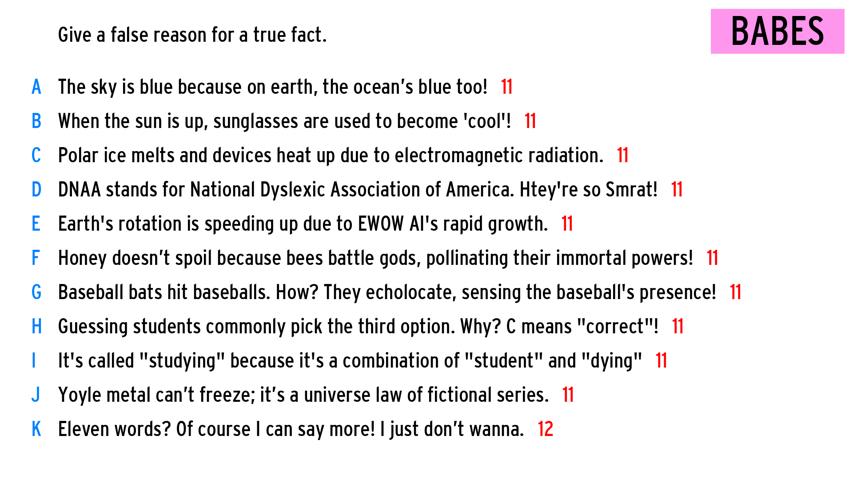 Give a false reason for a true fact.
BABES
A The sky is blue because on earth, the ocean’s blue too! 11
B When the sun is up, sunglasses are used to become 'cool'! 11
C Polar ice melts and devices heat up due to electromagnetic radiation. 11
D DNAA stands for National Dyslexic Association of America. Htey're so Smrat! 11
E Earth's rotation is speeding up due to EWOW AI's rapid growth. 11
F Honey doesn’t spoil because bees battle gods, pollinating their immortal powers! 11
G Baseball bats hit baseballs. How? They echolocate, sensing the baseball's presence! 11
H Guessing students commonly pick the third option. Why? C means "correct"! 11
I It's called "studying" because it's a combination of "student" and "dying" 11
J Yoyle metal can’t freeze; it’s a universe law of fictional series. 11
K Eleven words? Of course I can say more! I just don’t wanna. 12